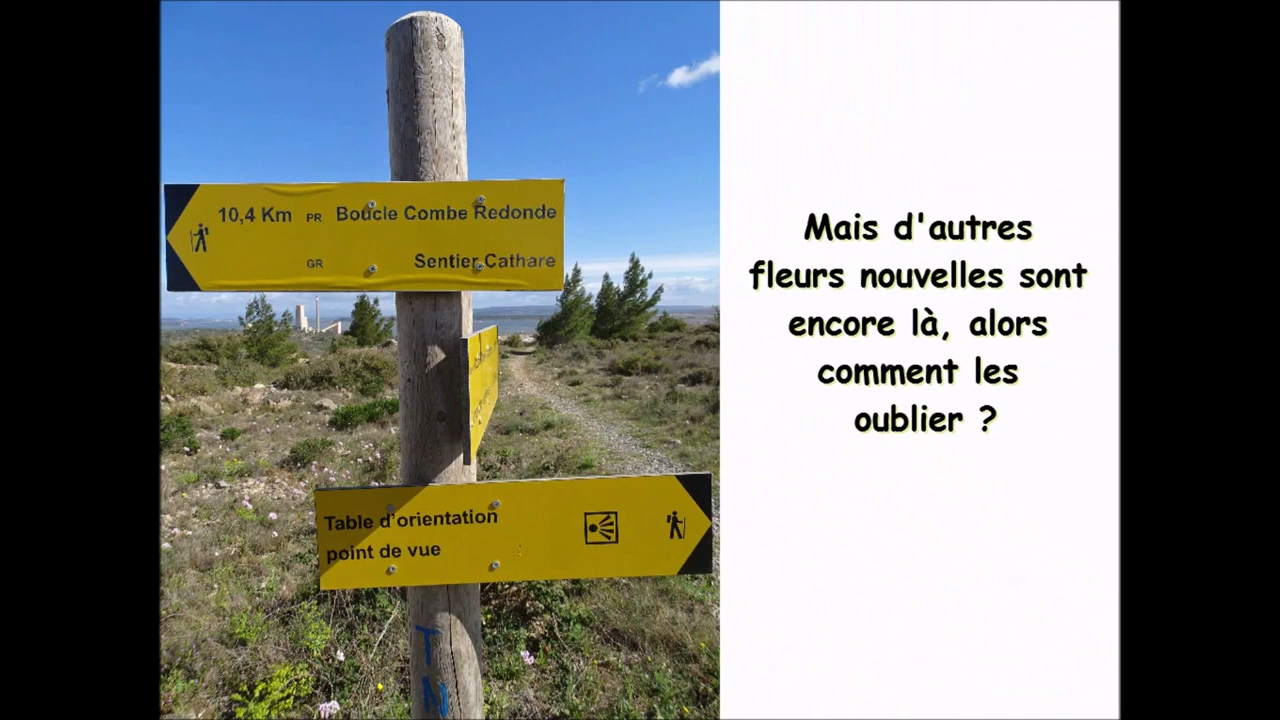 10,4 Km PR Boucle Combe Redonde
GR Sentier Cathare
Table d'orientation
point de vue
T
N
Mais d'autres
fleurs nouvelles sont
encore là, alors
comment les
oublier ?